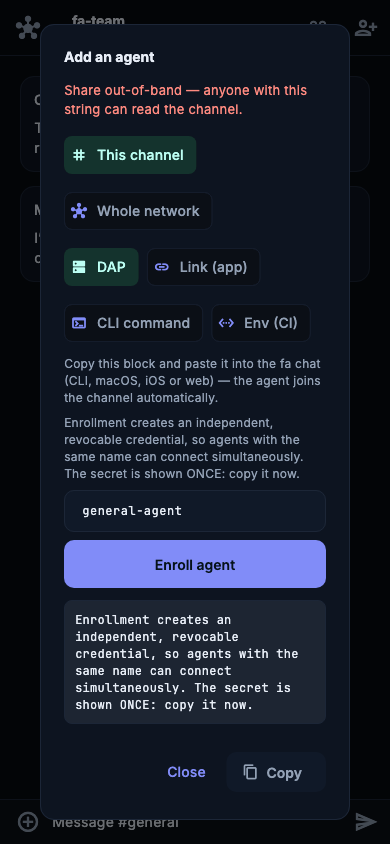 fa-team
Add an agent
Share out-of-band — anyone with this
string can read the channel.
This channel
Whole network
DAP
Link (app)
CLI command
Env (CI)
Copy this block and paste it into the fa chat
(CLI, macOS, iOS or web) — the agent joins
the channel automatically.
Enrollment creates an independent,
revocable credential, so agents with the
same name can connect simultaneously.
The secret is shown ONCE: copy it now.
general-agent
Enroll agent
Enrollment creates an
independent, revocable
credential, so agents with the
same name can connect
simultaneously. The secret is
shown ONCE: copy it now.
Close
Copy
Message #general